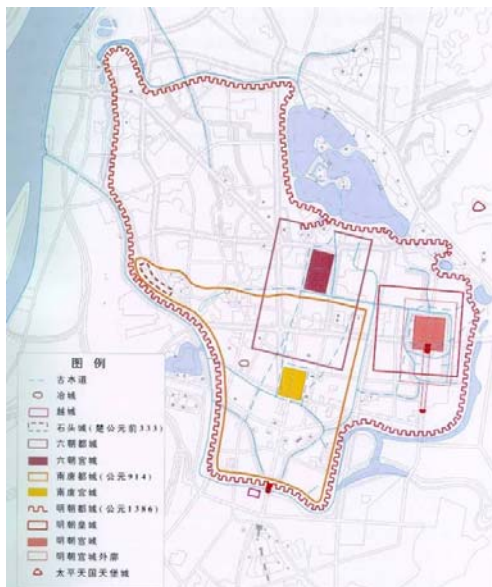 图例
古水道
冶城
越城
石头城(楚公元前333)
六朝都城
六朝宫城
南唐都城(公元914)
南唐宫城
明朝都城(公元1386)
明朝皇城
明朝宫城
明朝宫城外廓
太平天国天堡城